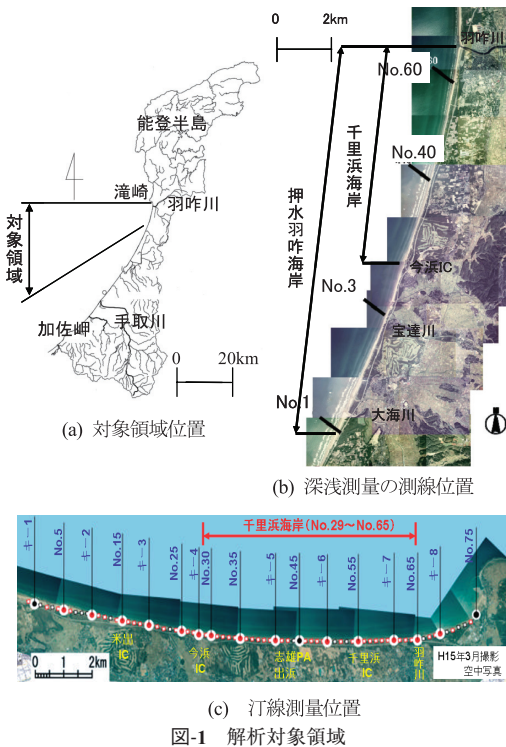 能登半島
滝崎
羽咋川
対象領域
加佐岬
手取川
0 20km
(a) 対象領域位置
0 2km
羽咋川
No.60
千里浜海岸
No.40
押水羽咋海岸
今浜IC
No.3
宝達川
No.1
大海川
(b) 深浅測量の測線位置
千里浜海岸(No.29～No.65)
キ－1
No.5
キ－2
No.15
キ－3
No.25
キ－4
No.30
No.35
キ－5
No.45
キ－6
No.55
キ－7
No.65
キ－8
No.75
米出
IC
今浜
IC
志雄PA
出浜
千里浜
IC
羽咋川
0 1 2km
H15年3月撮影
空中写真
(c) 汀線測量位置
図-1 解析対象領域